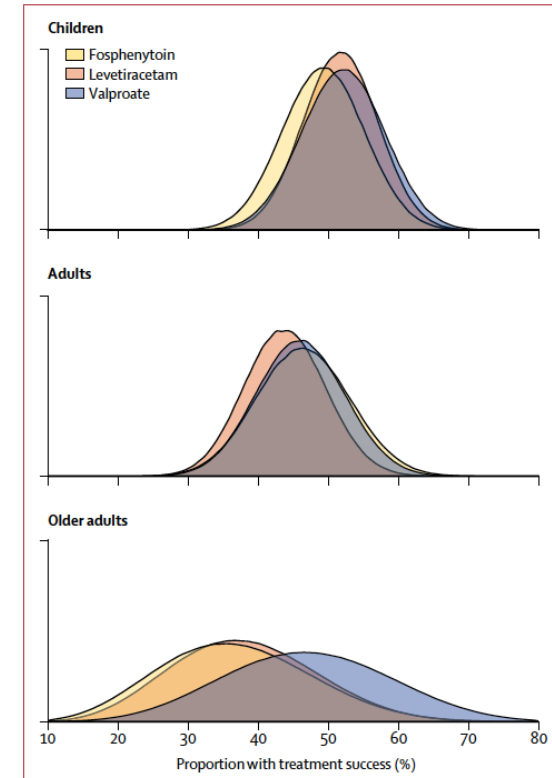 Children
Fosphenytoin
Levetiracetam
Valproate
Adults
Older adults
10 20 30 40 50 60 70 80
Proportion with treatment success (%)